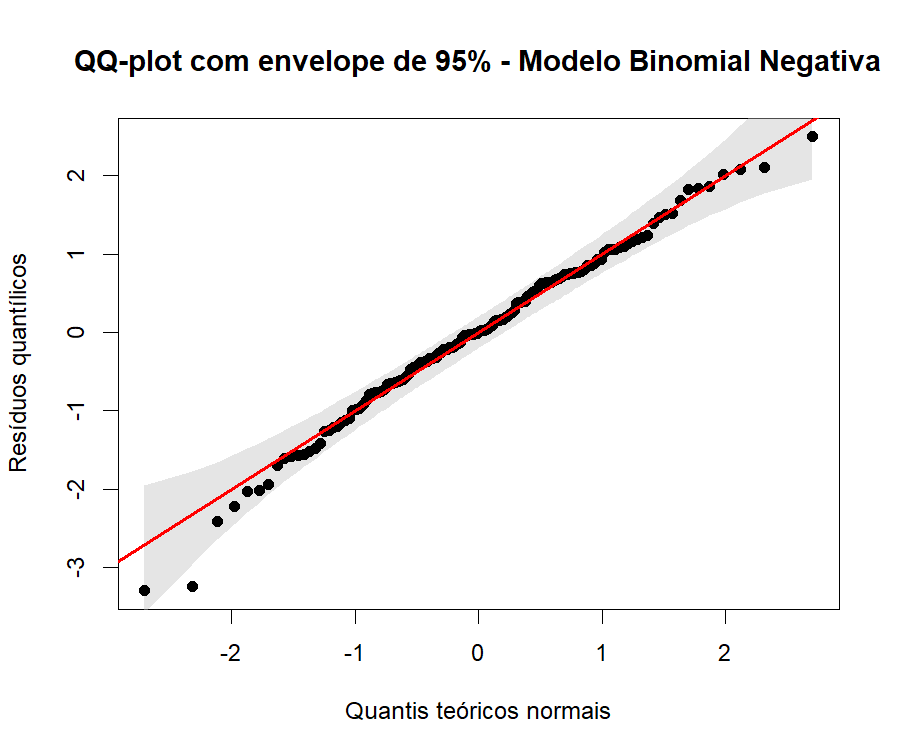 QQ-plot com envelope de 95% - Modelo Binomial Negativa
Resíduos quantílicos
2
1
0
-1
-2
-3
-2 -1 0 1 2
Quantis teóricos normais